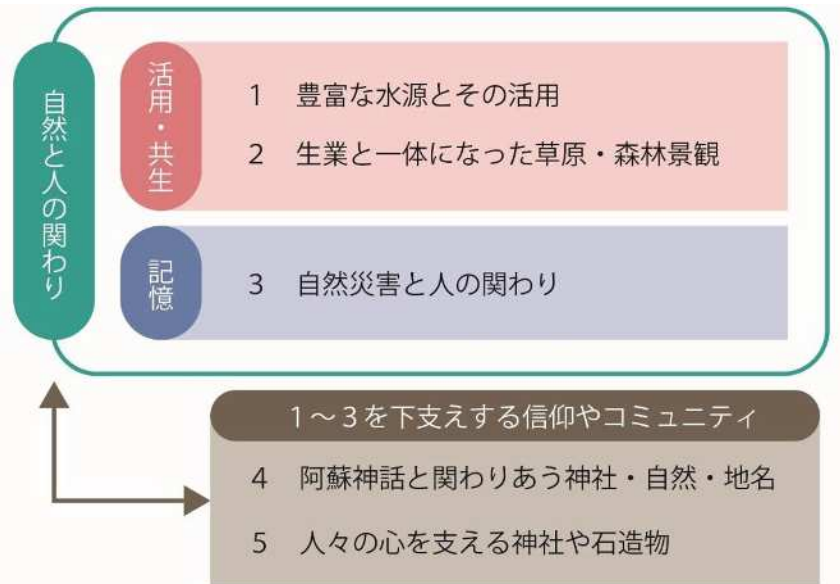 自然と人の関わり
活用・共生
1 豊富な水源とその活用
2 生業と一体になった草原・森林景観
記憶
3 自然災害と人の関わり
1～3を下支えする信仰やコミュニティ
4 阿蘇神話と関わりあう神社・自然・地名
5 人々の心を支える神社や石造物